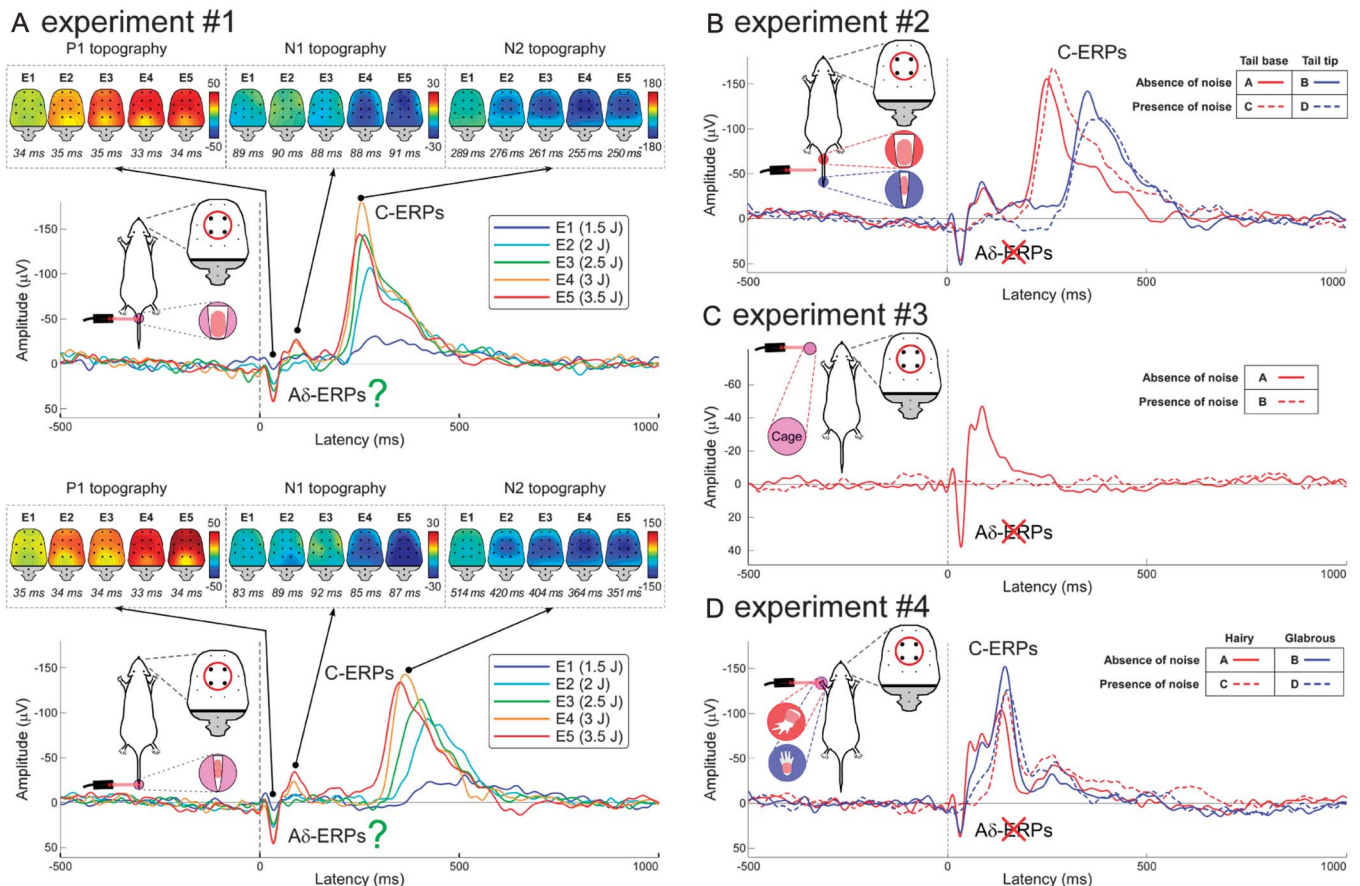 A experiment #1
P1 topography
N1 topography
N2 topography
E1 E2 E3 E4 E5
50
-50
E1 E2 E3 E4 E5
30
-30
E1 E2 E3 E4 E5
180
-180
34 ms 35 ms 35 ms 33 ms 34 ms
89 ms 90 ms 88 ms 88 ms 91 ms
289 ms 276 ms 261 ms 255 ms 250 ms
C-ERPs
E1 (1.5 J)
E2 (2 J)
E3 (2.5 J)
E4 (3 J)
E5 (3.5 J)
Amplitude (µV)
-150
-100
-50
0
50
Aδ-ERPs ?
-500 0 500 1000
Latency (ms)
P1 topography
N1 topography
N2 topography
E1 E2 E3 E4 E5
50
-50
E1 E2 E3 E4 E5
30
-30
E1 E2 E3 E4 E5
150
-150
35 ms 34 ms 34 ms 33 ms 34 ms
83 ms 89 ms 92 ms 85 ms 87 ms
514 ms 420 ms 404 ms 364 ms 351 ms
C-ERPs
E1 (1.5 J)
E2 (2 J)
E3 (2.5 J)
E4 (3 J)
E5 (3.5 J)
Amplitude (µV)
-150
-100
-50
0
50
Aδ-ERPs ?
-500 0 500 1000
Latency (ms)
B experiment #2
C-ERPs
Tail base Tail tip
Absence of noise A B
Presence of noise C D
Amplitude (µV)
-150
-100
-50
0
50
Aδ-ERPs
-500 0 500 1000
Latency (ms)
C experiment #3
Absence of noise A
Presence of noise B
Cage
Amplitude (µV)
-60
-40
-20
0
20
40
Aδ-ERPs
-500 0 500 1000
Latency (ms)
D experiment #4
C-ERPs
Hairy Glabrous
Absence of noise A B
Presence of noise C D
Amplitude (µV)
-150
-100
-50
0
50
Aδ-ERPs
-500 0 500 1000
Latency (ms)